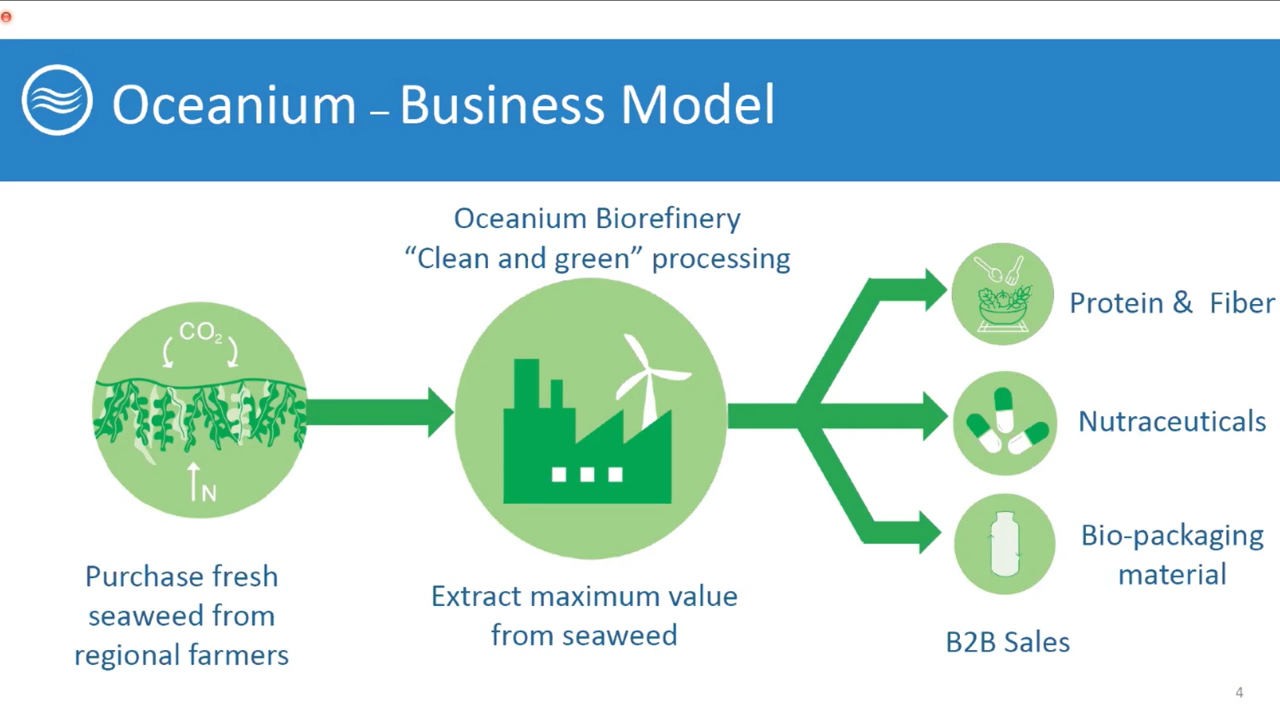 Oceanium – Business Model
Oceanium Biorefinery
“Clean and green” processing
CO₂
N
Purchase fresh
seaweed from
regional farmers
Extract maximum value
from seaweed
Protein & Fiber
Nutraceuticals
Bio-packaging
material
B2B Sales
4